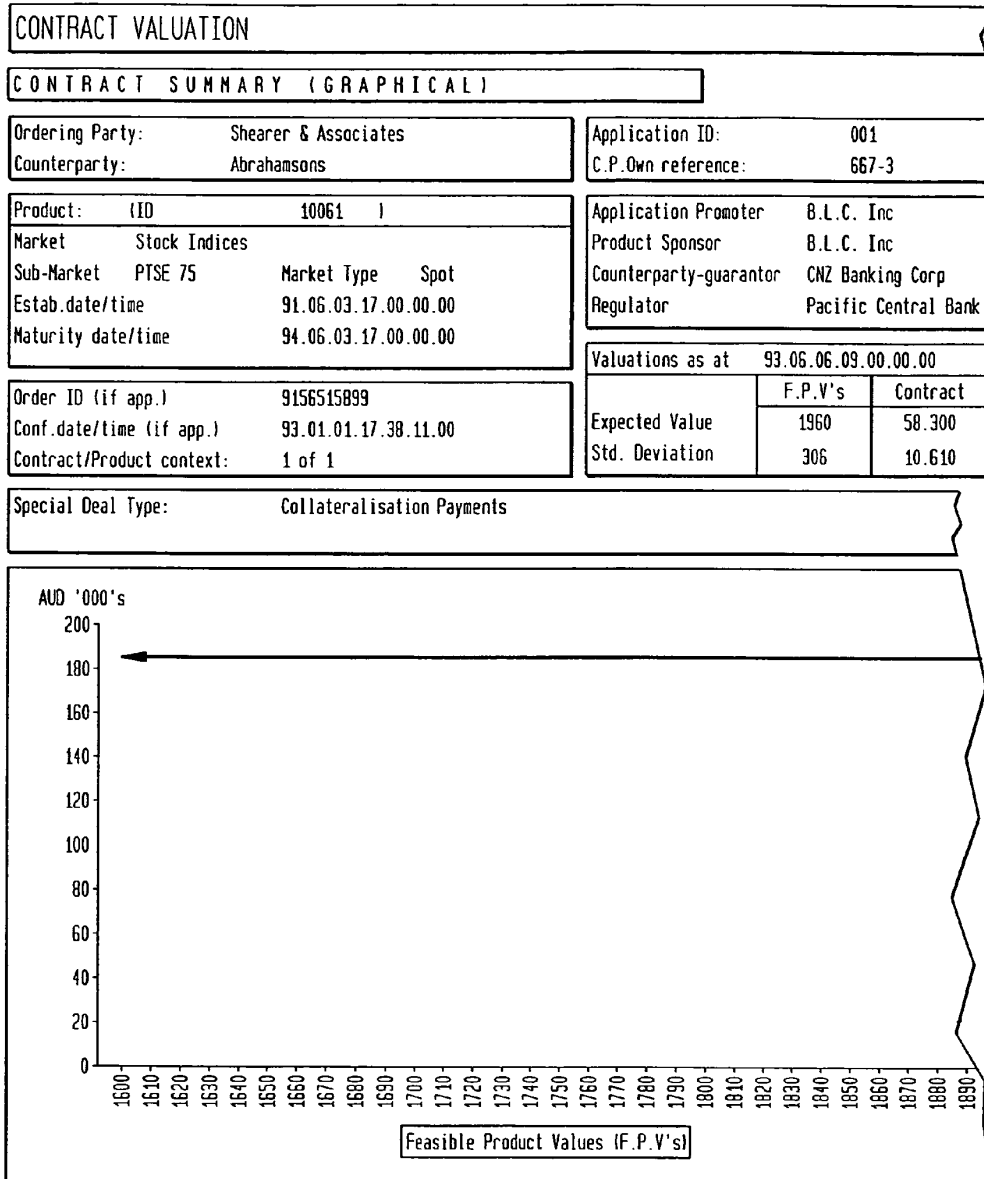 CONTRACT VALUATION
CONTRACT SUMMARY (GRAPHICAL)
Ordering Party: Shearer & Associates
Counterparty: Abrahamsons
Application ID: 001
C.P.Own reference: 667-3
Product: (ID 10061 )
Market Stock Indices
Sub-Market PTSE 75 Market Type Spot
Estab.date/time 91.06.03.17.00.00.00
Maturity date/time 94.06.03.17.00.00.00
Application Promoter B.L.C. Inc
Product Sponsor B.L.C. Inc
Counterparty-guarantor CNZ Banking Corp
Regulator Pacific Central Bank
Valuations as at 93.06.06.09.00.00.00
F.P.V's Contract
Expected Value 1960 58.300
Std. Deviation 306 10.610
Order ID (if app.) 9156515899
Conf.date/time (if app.) 93.01.01.17.38.11.00
Contract/Product context: 1 of 1
Special Deal Type: Collateralisation Payments
AUD '000's
200
180
160
140
120
100
80
60
40
20
0
1600 1610 1620 1630 1640 1650 1660 1670 1680 1690 1700 1710 1720 1730 1740 1750 1760 1770 1780 1790 1800 1810 1820 1830 1840 1850 1860 1870 1880 1890
Feasible Product Values (F.P.V's)